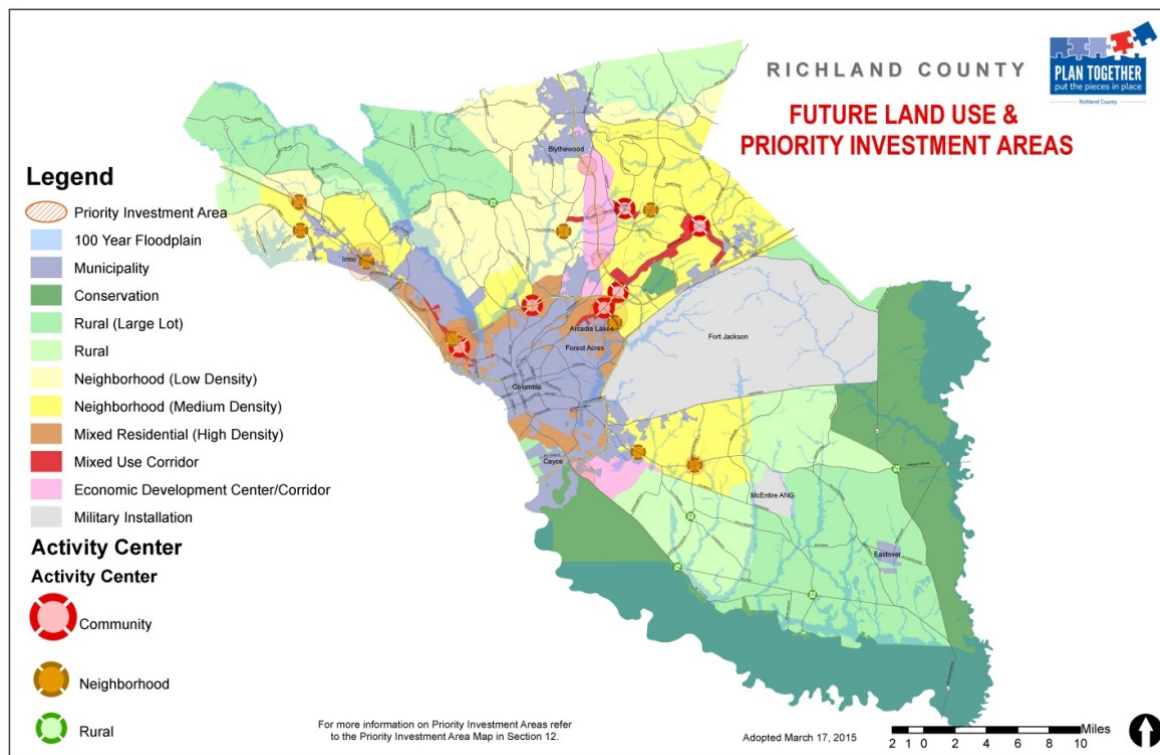 RICHLAND COUNTY
FUTURE LAND USE &
PRIORITY INVESTMENT AREAS
PLAN TOGETHER
put the pieces in place
Richland County
Legend
Priority Investment Area
100 Year Floodplain
Municipality
Conservation
Rural (Large Lot)
Rural
Neighborhood (Low Density)
Neighborhood (Medium Density)
Mixed Residential (High Density)
Mixed Use Corridor
Economic Development Center/Corridor
Military Installation
Activity Center
Activity Center
Community
Neighborhood
Rural
Blythewood
Irmo
Arcadia Lakes
Forest Acres
Fort Jackson
Columbia
Cayce
McEntire ANG
Eastover
For more information on Priority Investment Areas refer
to the Priority Investment Area Map in Section 12.
Adopted March 17, 2015
Miles
2 1 0 2 4 6 8 10